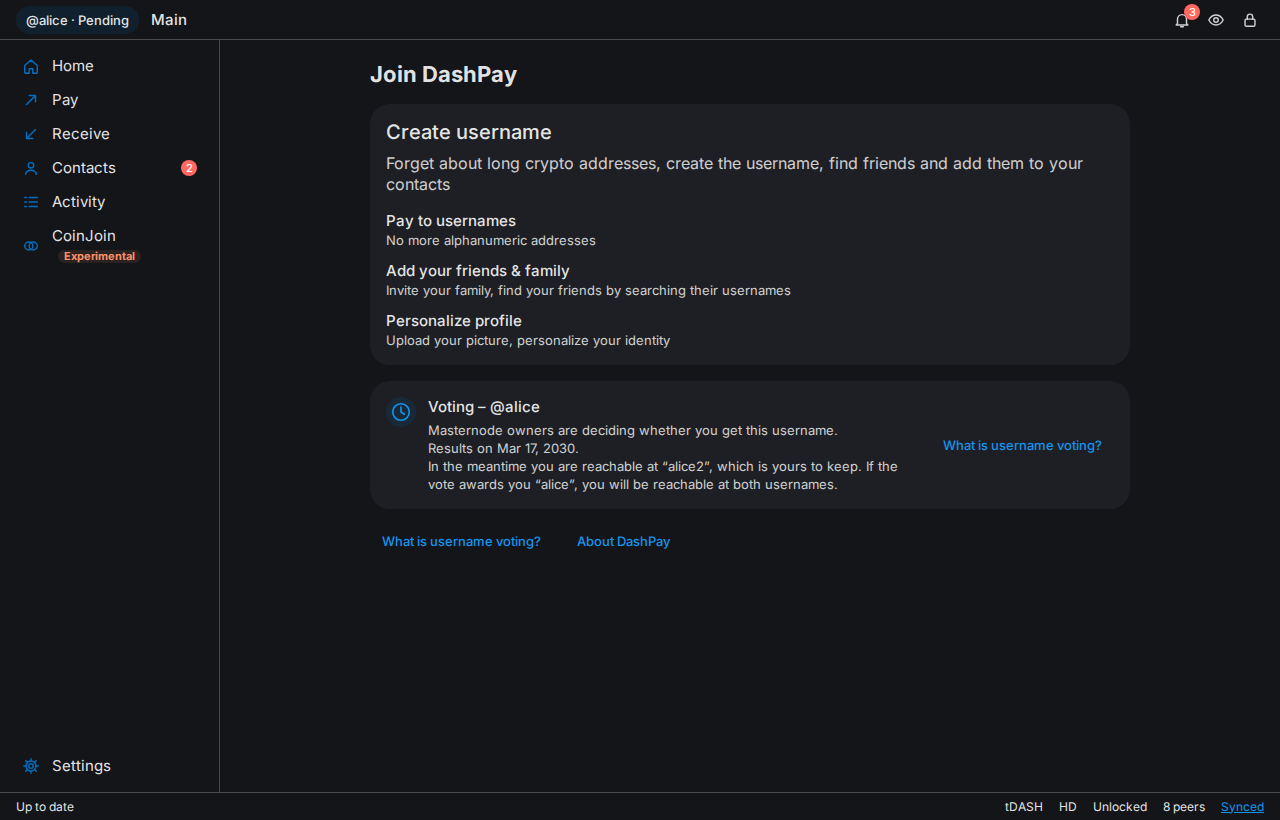 @alice · Pending
Main
3
Home
Pay
Receive
Contacts
2
Activity
CoinJoin
Experimental
Settings
Join DashPay
Create username
Forget about long crypto addresses, create the username, find friends and add them to your
contacts
Pay to usernames
No more alphanumeric addresses
Add your friends & family
Invite your family, find your friends by searching their usernames
Personalize profile
Upload your picture, personalize your identity
Voting – @alice
Masternode owners are deciding whether you get this username.
Results on Mar 17, 2030.
In the meantime you are reachable at “alice2”, which is yours to keep. If the
vote awards you “alice”, you will be reachable at both usernames.
What is username voting?
What is username voting?
About DashPay
Up to date
tDASH
HD
Unlocked
8 peers
Synced